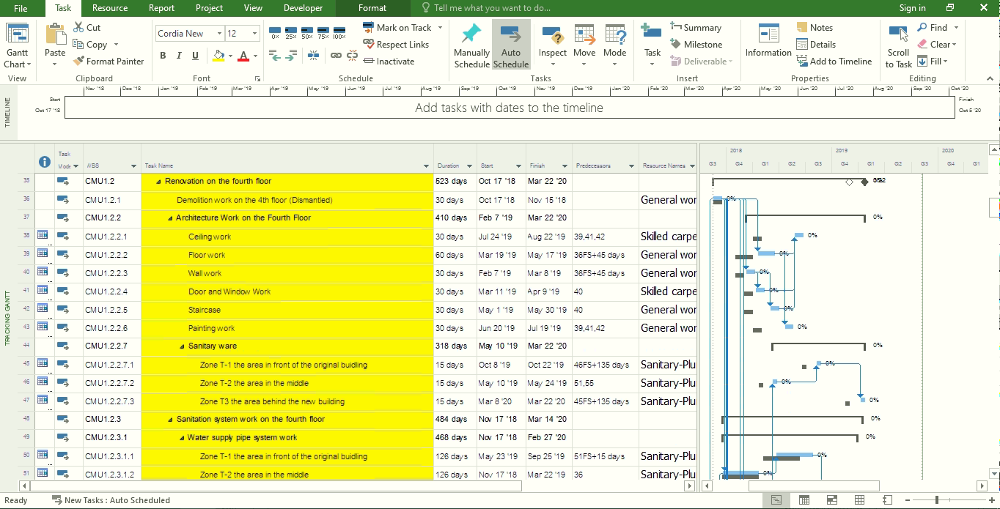 File Task Resource Report Project View Developer Format Tell me what you want to do... Sign in
Gantt Chart
View
Paste
Cut
Copy
Format Painter
Clipboard
Cordia New 12
B I U A
Font
0% 25% 50% 75% 100%
Mark on Track
Respect Links
Inactivate
Schedule
Manually Schedule
Auto Schedule
Inspect
Move
Mode
Tasks
Task
Summary
Milestone
Deliverable
Insert
Information
Notes
Details
Add to Timeline
Properties
Scroll to Task
Find
Clear
Fill
Editing
TIMELINE
Nov '18 Dec '18 Jan '19 Feb '19 Mar '19 Apr '19 May '19 Jun '19 Jul '19 Aug '19 Sep '19 Oct '19 Nov '19 Dec '19 Jan '20 Feb '20 Mar '20 Apr '20 May '20 Jun '20 Jul '20 Aug '20 Sep '20 Oct '20
Start
Oct 17 '18
Add tasks with dates to the timeline
Finish
Oct 5 '20
TRACKING GANTT
Task Mode WBS Task Name Duration Start Finish Predecessors Resource Names
2018 2019 2020
Q3 Q4 Q1 Q2 Q3 Q4 Q1 Q2 Q3 Q4 Q1
35 CMU1.2 Renovation on the fourth floor 523 days Oct 17 '18 Mar 22 '20
36 CMU1.2.1 Demolition work on the 4th floor (Dismantled) 30 days Oct 17 '18 Nov 15 '18 General wor 0%
37 CMU1.2.2 Architecture Work on the Fourth Floor 410 days Feb 7 '19 Mar 22 '20 0%
38 CMU1.2.2.1 Ceiling work 30 days Jul 24 '19 Aug 22 '19 39,41,42 Skilled carpe 0%
39 CMU1.2.2.2 Floor work 60 days Mar 19 '19 May 17 '19 36FS+45 days General wor 0%
40 CMU1.2.2.3 Wall work 30 days Feb 7 '19 Mar 8 '19 36FS+45 days General wor 0%
41 CMU1.2.2.4 Door and Window Work 30 days Mar 11 '19 Apr 9 '19 40 Skilled carpe 0%
42 CMU1.2.2.5 Staircase 30 days May 1 '19 May 30 '19 40 General wor 0%
43 CMU1.2.2.6 Painting work 30 days Jun 20 '19 Jul 19 '19 39,41,42 General wor 0%
44 CMU1.2.2.7 Sanitary ware 318 days May 10 '19 Mar 22 '20 0%
45 CMU1.2.2.7.1 Zone T-1 the area in front of the original buidling 15 days Oct 8 '19 Oct 22 '19 46FS+135 days Sanitary-Plu 0%
46 CMU1.2.2.7.2 Zone T-2 the area in the middle 15 days May 10 '19 May 24 '19 51,55 Sanitary-Plu 0%
47 CMU1.2.2.7.3 Zone T3 the area behind the new building 15 days Mar 8 '20 Mar 22 '20 45FS+135 days Sanitary-Plu 0%
48 CMU1.2.3 Sanitation system work on the fourth floor 484 days Nov 17 '18 Mar 14 '20 0%
49 CMU1.2.3.1 Water supply pipe system work 468 days Nov 17 '18 Feb 27 '20 0%
50 CMU1.2.3.1.1 Zone T-1 the area in front of the original buidling 126 days May 23 '19 Sep 25 '19 51FS+15 days Sanitary-Plu 0%
51 CMU1.2.3.1.2 Zone T-2 the area in the middle 126 days Nov 17 '18 Mar 22 '19 36 Sanitary-Plu 0%
Ready New Tasks : Auto Scheduled